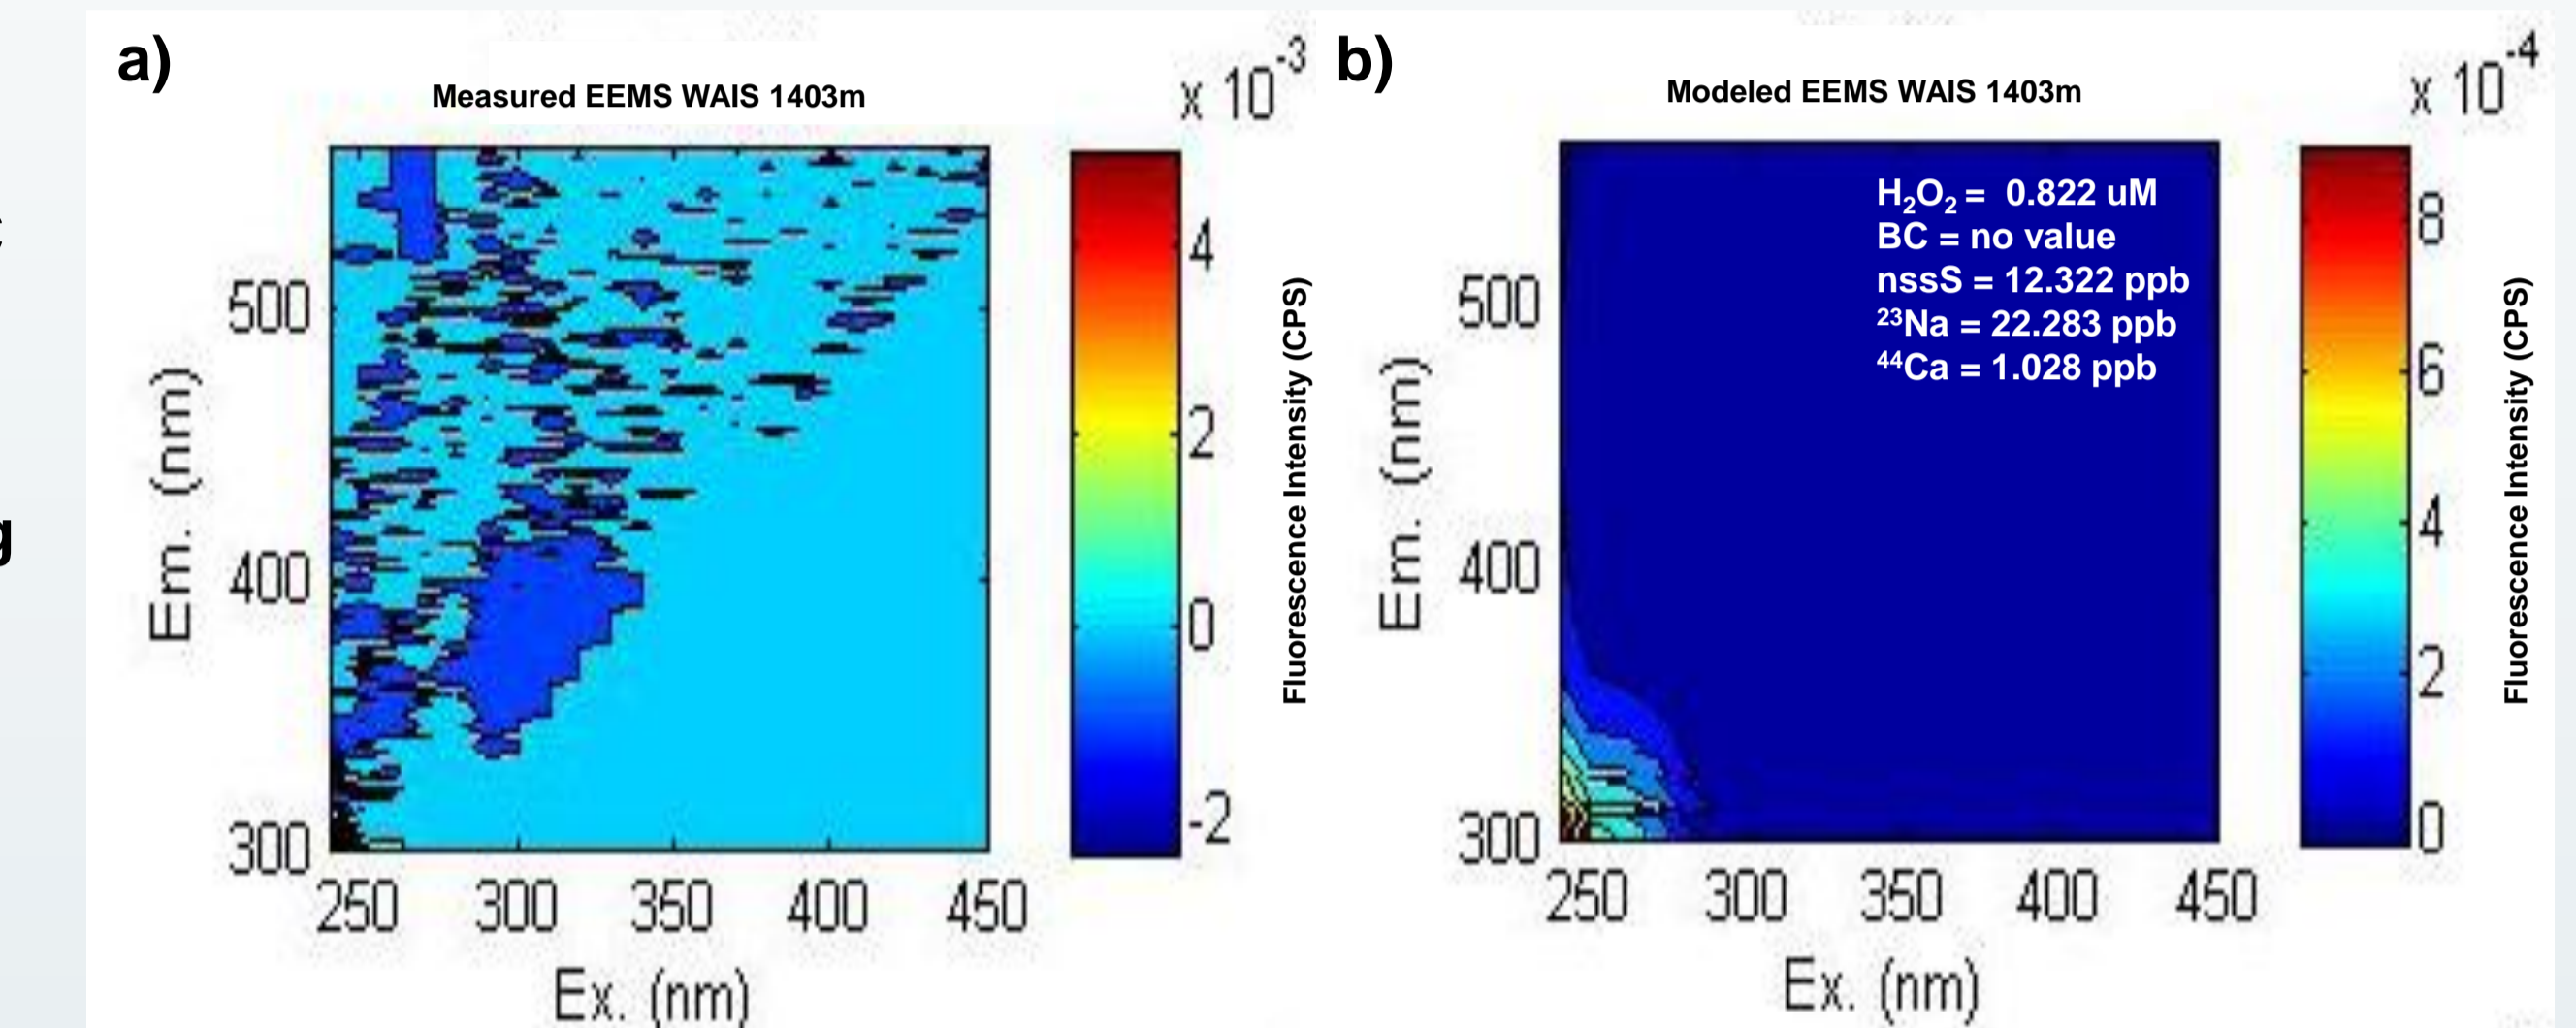 a)
Measured EEMS WAIS 1403m
x 10-3
4
2
0
-2
Fluorescence Intensity (CPS)
Em. (nm)
500
400
300
250 300 350 400 450
Ex. (nm)
b)
Modeled EEMS WAIS 1403m
x 10-4
H2O2 = 0.822 uM
BC = no value
nssS = 12.322 ppb
23Na = 22.283 ppb
44Ca = 1.028 ppb
8
6
4
2
0
Fluorescence Intensity (CPS)
Em. (nm)
500
400
300
250 300 350 400 450
Ex. (nm)
g